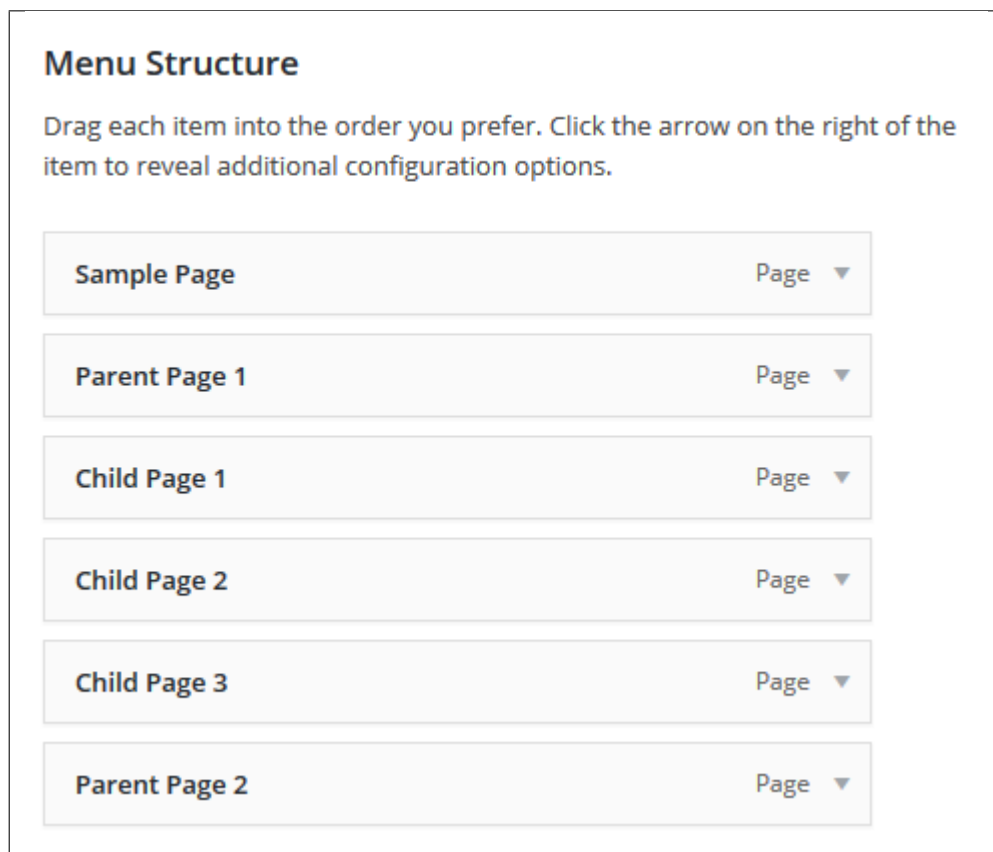 Menu Structure
Drag each item into the order you prefer. Click the arrow on the right of the
item to reveal additional configuration options.
Sample Page Page
Parent Page 1 Page
Child Page 1 Page
Child Page 2 Page
Child Page 3 Page
Parent Page 2 Page